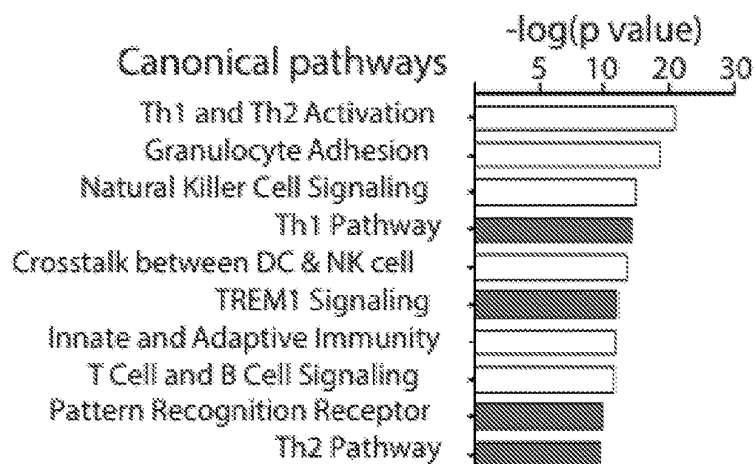 -log(p value)
Canonical pathways 5 10 20 30
Th1 and Th2 Activation
Granulocyte Adhesion
Natural Killer Cell Signaling
Th1 Pathway
Crosstalk between DC & NK cell
TREM1 Signaling
Innate and Adaptive Immunity
T Cell and B Cell Signaling
Pattern Recognition Receptor
Th2 Pathway